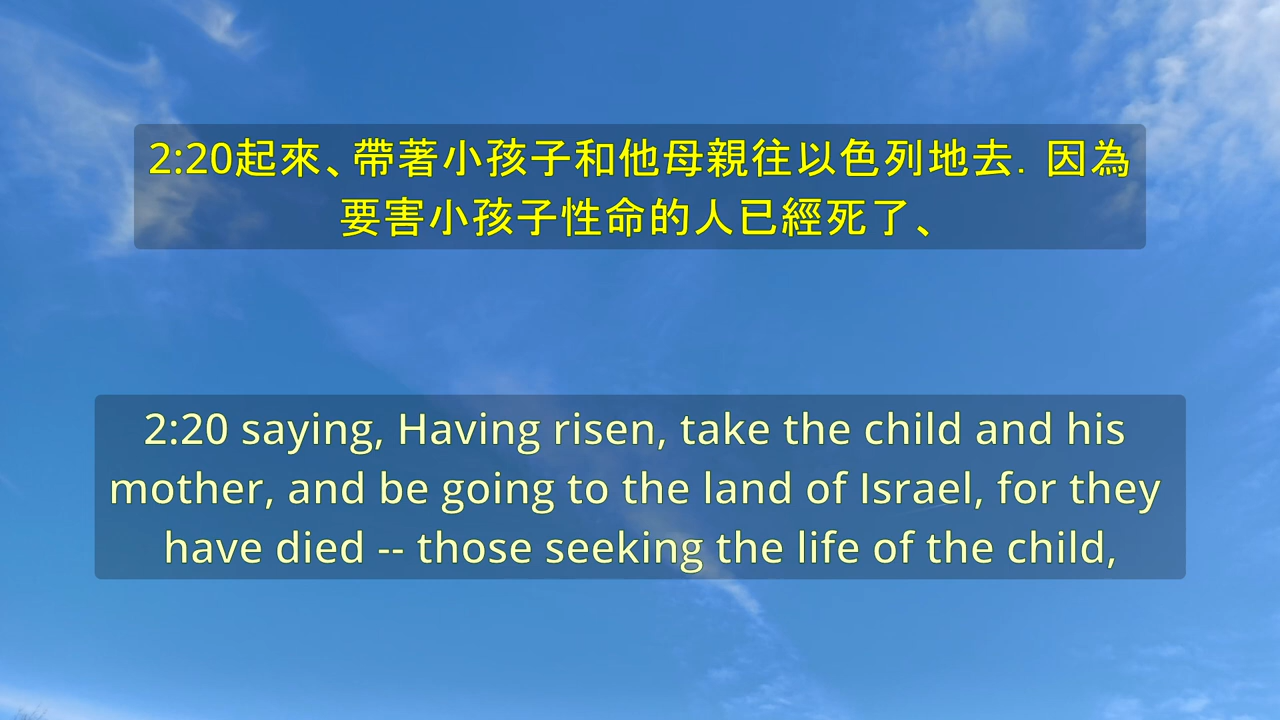 2:20起來、帶著小孩子和他母親往以色列地去. 因為
要害小孩子性命的人已經死了、
2:20 saying, Having risen, take the child and his
mother, and be going to the land of Israel, for they
have died -- those seeking the life of the child,